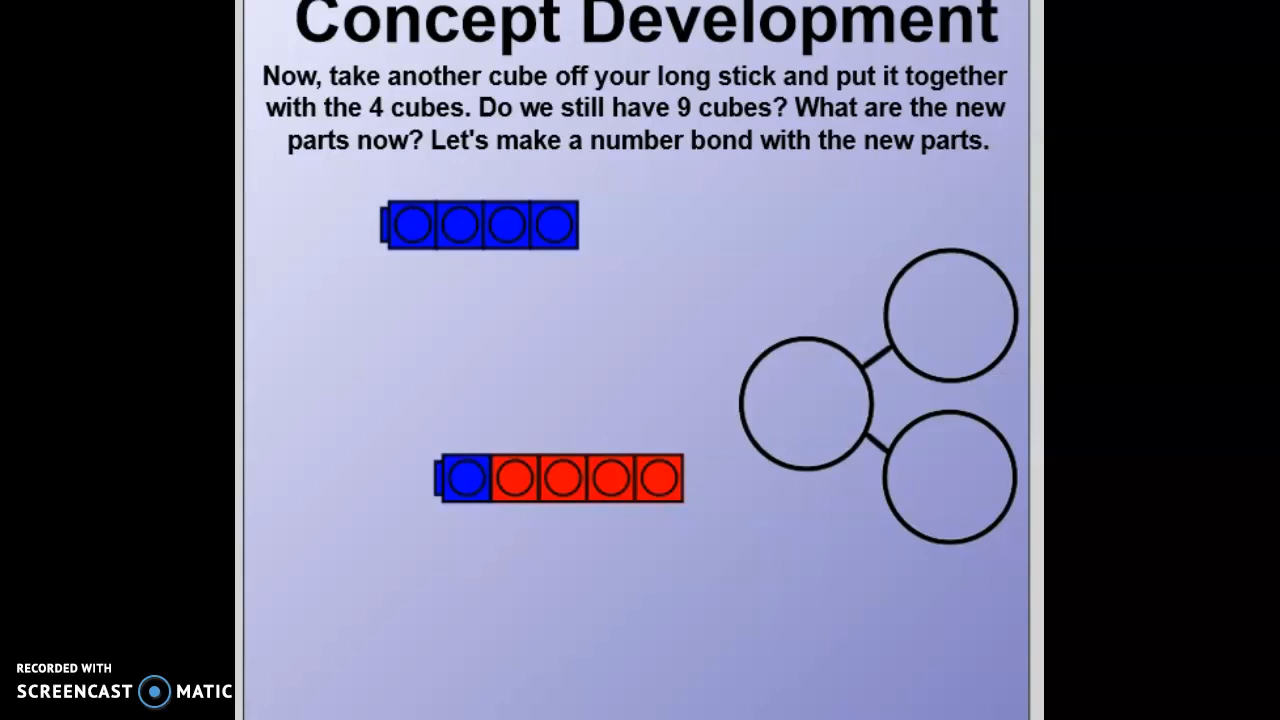 Concept Development
Now, take another cube off your long stick and put it together
with the 4 cubes. Do we still have 9 cubes? What are the new
parts now? Let's make a number bond with the new parts.
RECORDED WITH
SCREENCAST MATIC